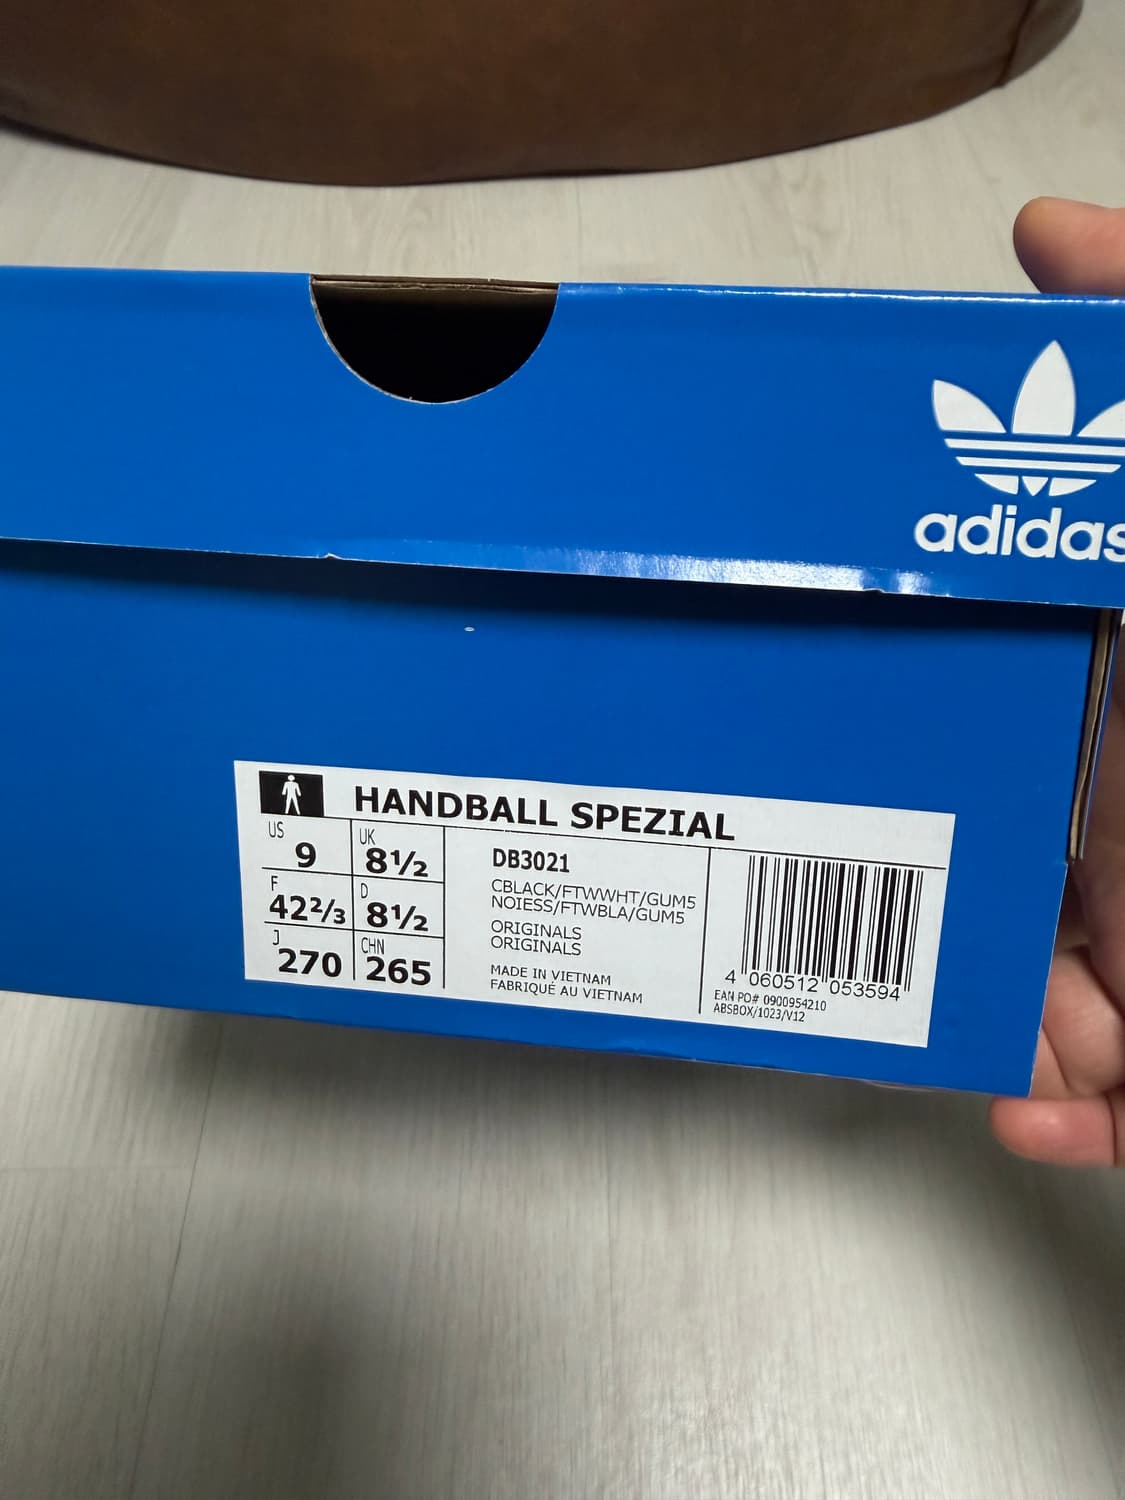 adidas
HANDBALL SPEZIAL
US
9
UK
8½
F
42⅔
D
8½
J
270
CHN
265
DB3021
CBLACK/FTWWHT/GUM5
NOIESS/FTWBLA/GUM5
ORIGINALS
ORIGINALS
MADE IN VIETNAM
FABRIQUÉ AU VIETNAM
4 060512 053594
EAN PO# 0900954210
ABSBOX/1023/V12